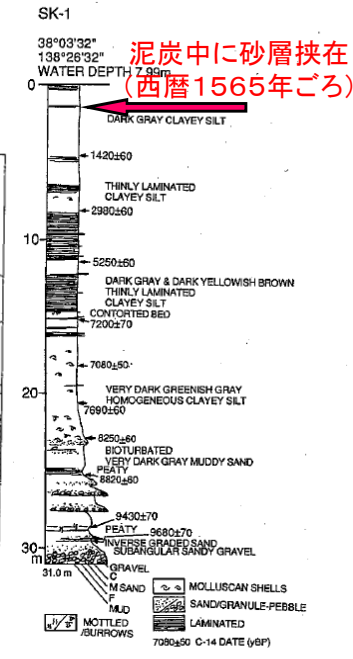 SK-1
38°03'32"
138°26'32"
WATER DEPTH 7.99m
泥炭中に砂層挟在
(西暦1565年ごろ)
0
DARK GRAY CLAYEY SILT
1420±60
THINLY LAMINATED
CLAYEY SILT
2980±60
10
5250±60
DARK GRAY & DARK YELLOWISH BROWN
THINLY LAMINATED
CLAYEY SILT
CONTORTED BED
7200±70
7080±50
20
VERY DARK GREENISH GRAY
HOMOGENEOUS CLAYEY SILT
7690±60
8250±60
BIOTURBATED
VERY DARK GRAY MUDDY SAND
PEATY
8820±60
9430±70
PEATY
9680±70
INVERSE GRADED SAND
30
SUBANGULAR SANDY GRAVEL
m
31.0 m
GRAVEL
C
M SAND
F
MUD
MOLLUSCAN SHELLS
SAND/GRANULE-PEBBLE
MOTTLED
/BURROWS
LAMINATED
7080±50 C-14 DATE (yBP)